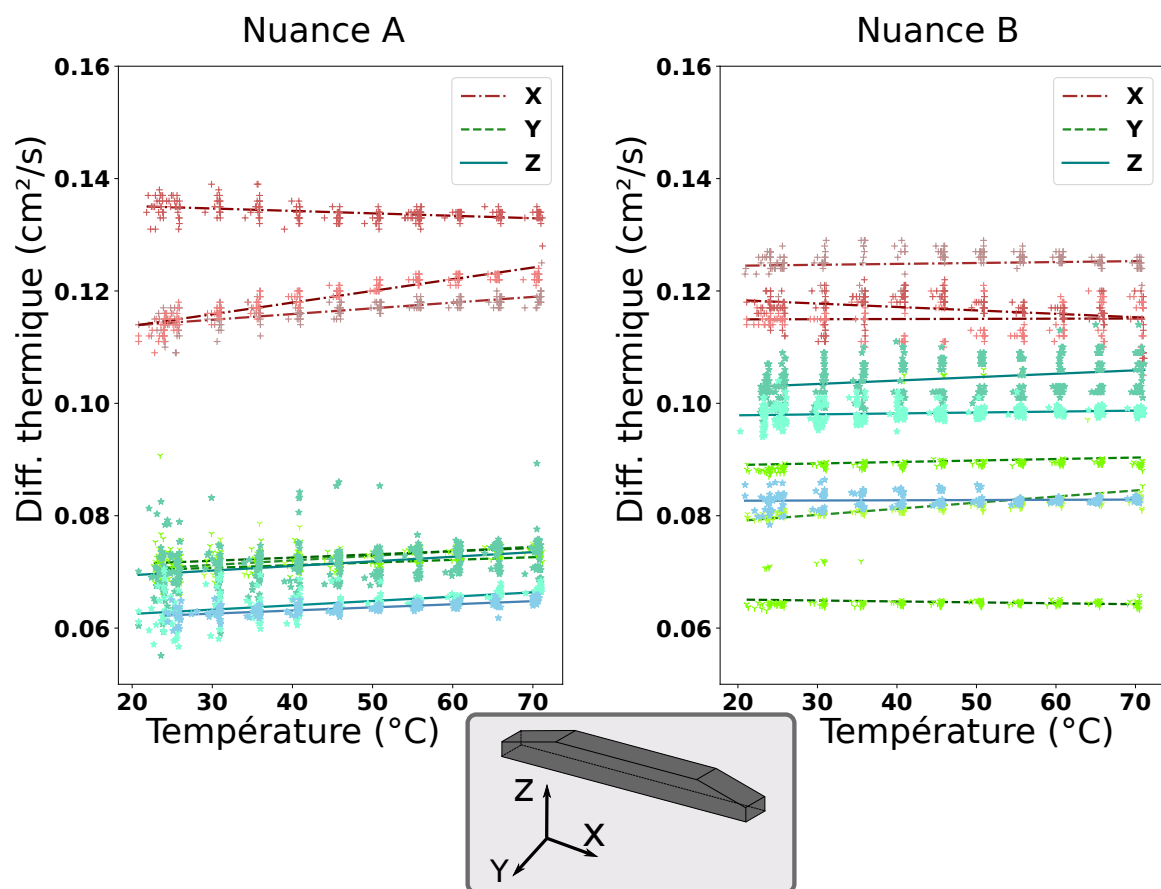 Nuance A
0.16
0.14
0.12
0.10
0.08
0.06
Diff. thermique (cm²/s)
X
Y
Z
20 30 40 50 60 70
Température (°C)
Nuance B
0.16
0.14
0.12
0.10
0.08
0.06
Diff. thermique (cm²/s)
X
Y
Z
20 30 40 50 60 70
Température (°C)
Z
X
Y